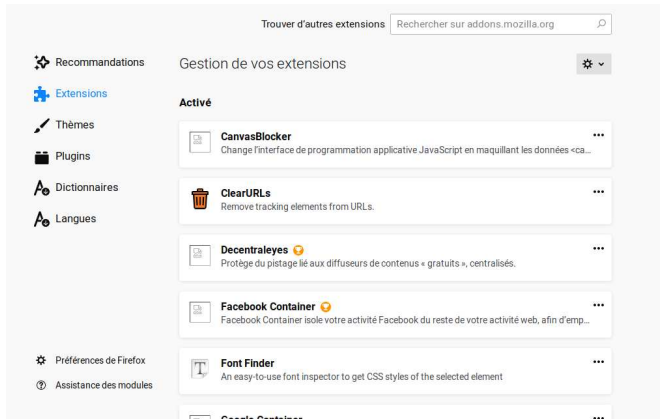 Trouver d'autres extensions
Rechercher sur addons.mozilla.org
Recommandations
Extensions
Thèmes
Plugins
Dictionnaires
Langues
Préférences de Firefox
Assistance des modules
Gestion de vos extensions
Activé
CanvasBlocker
Change l'interface de programmation applicative JavaScript en maquillant les données <ca...
ClearURLs
Remove tracking elements from URLs.
Decentraleyes
Protège du pistage lié aux diffuseurs de contenus « gratuits », centralisés.
Facebook Container
Facebook Container isole votre activité Facebook du reste de votre activité web, afin d'emp...
Font Finder
An easy-to-use font inspector to get CSS styles of the selected element
Google Container